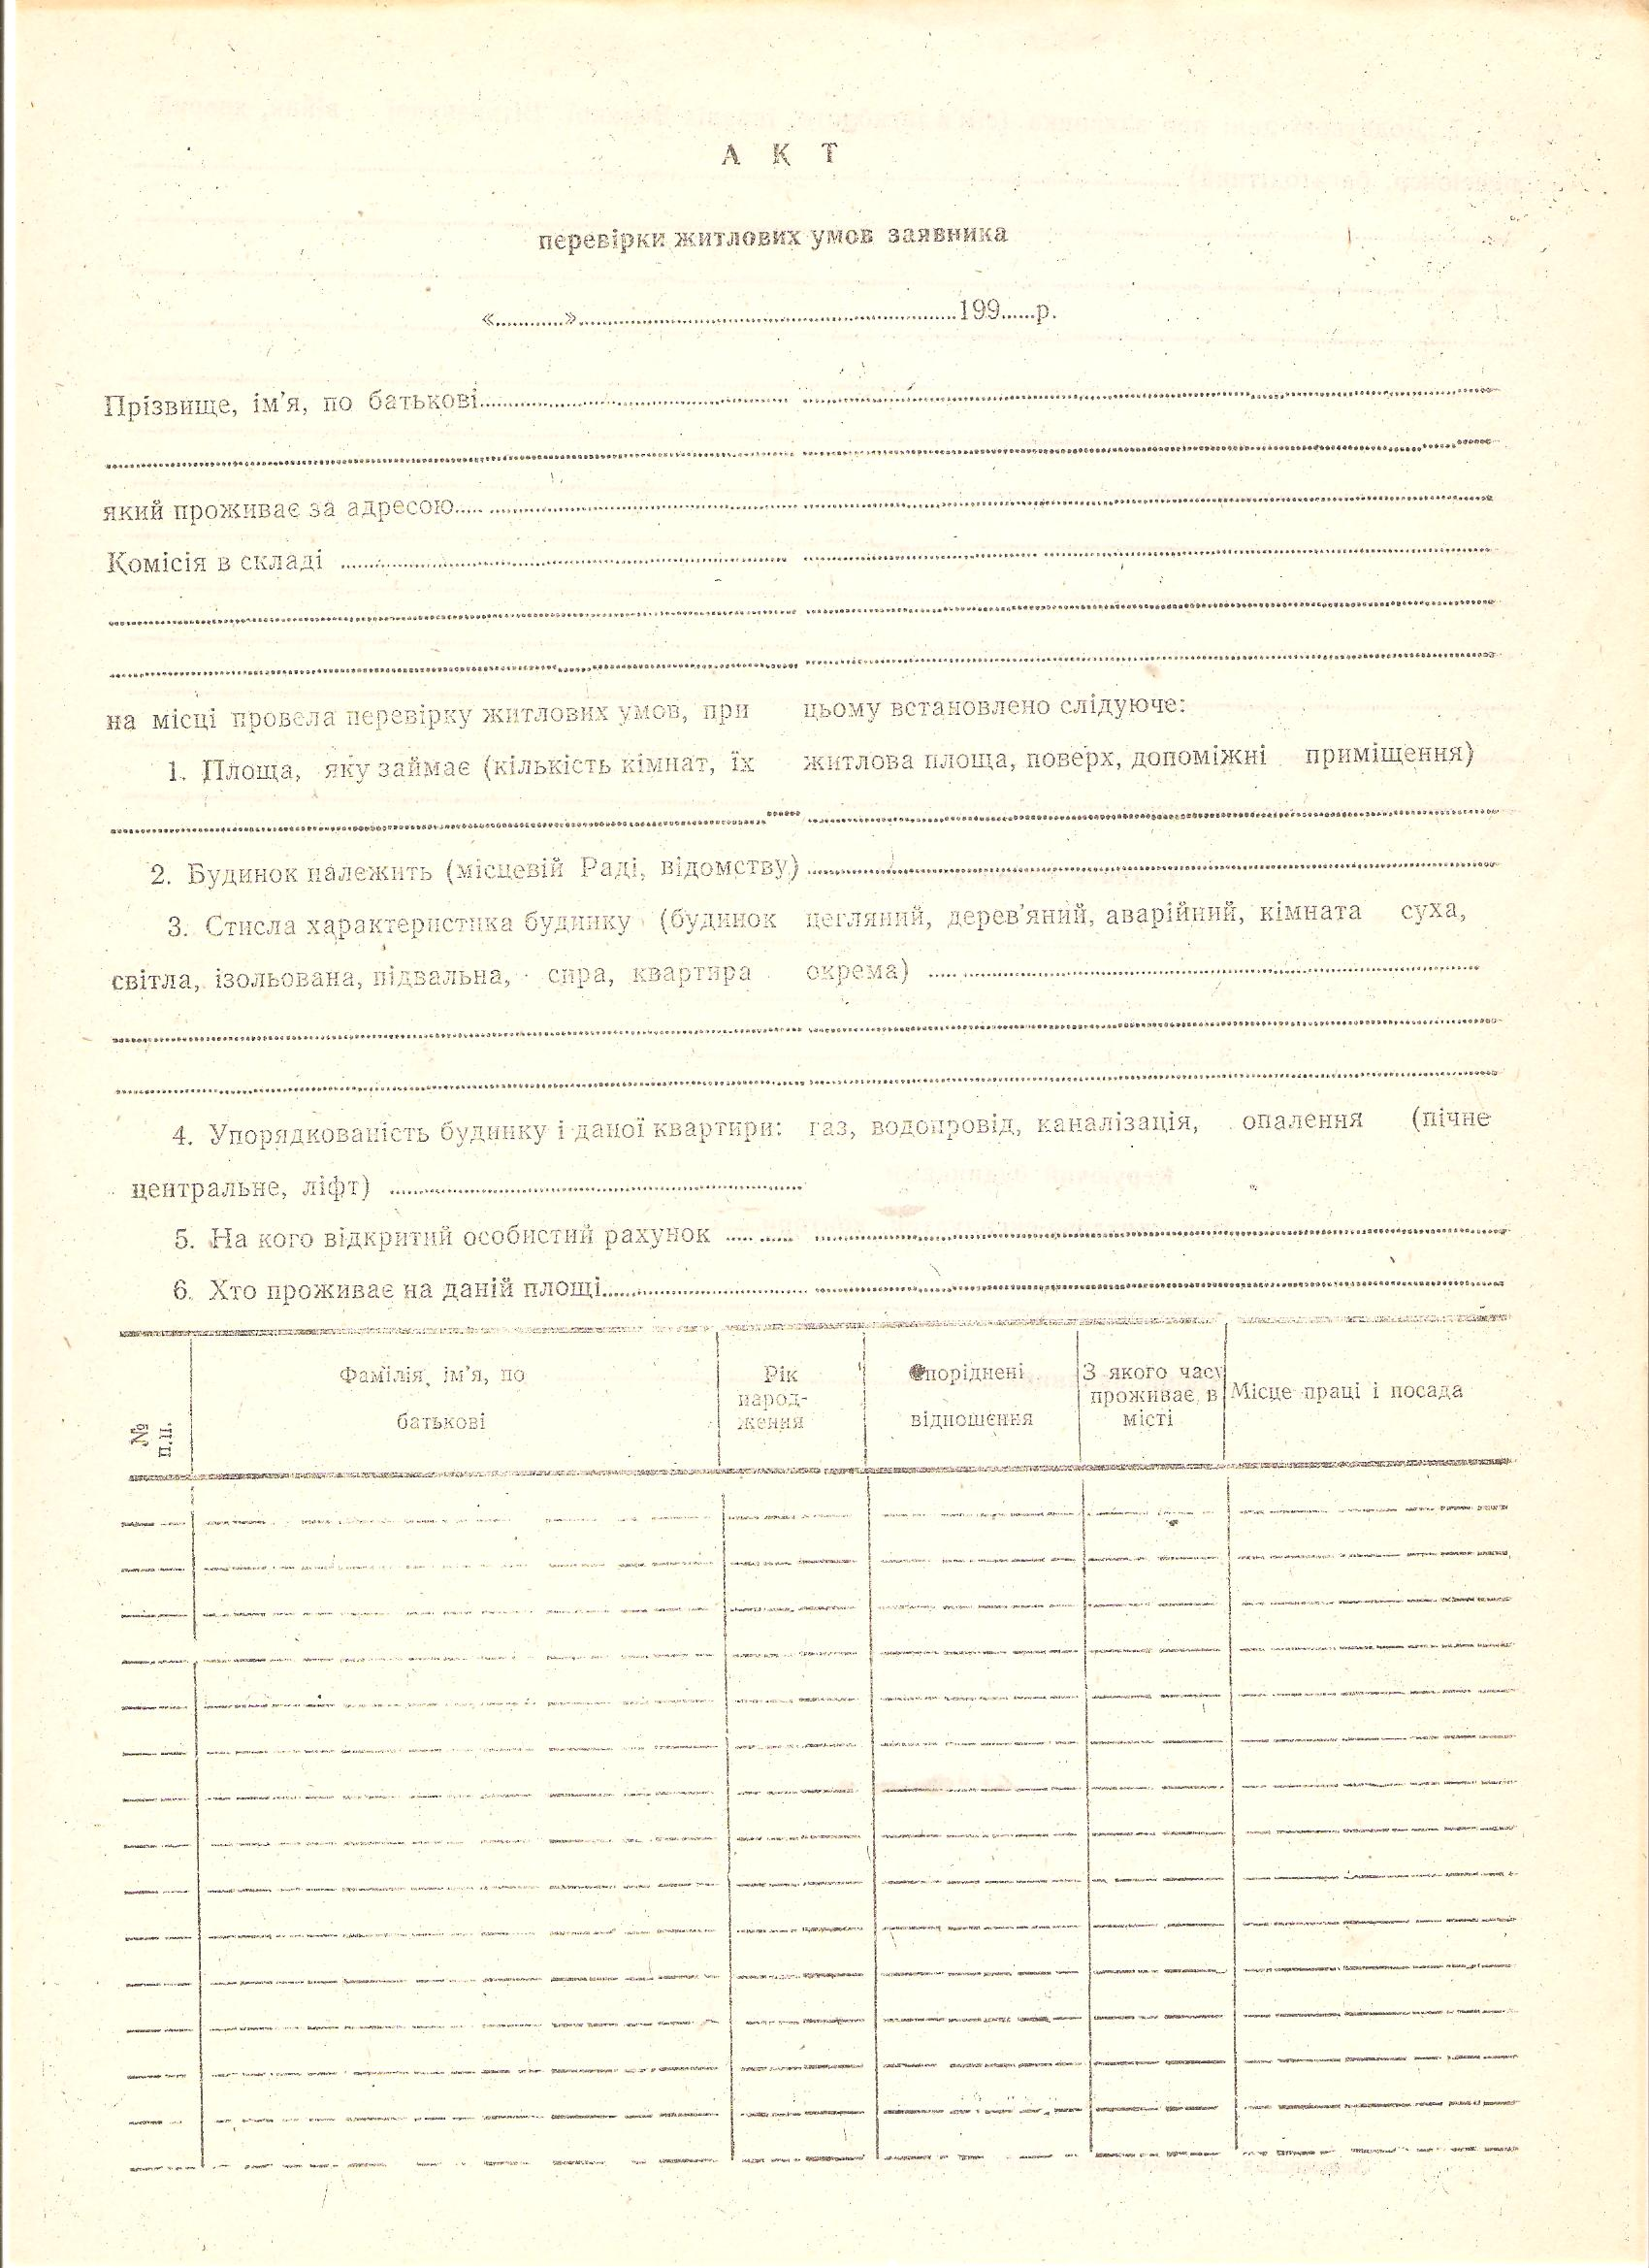 А К Т
перевірки житлових умов заявника
«............»..........................................................199......р.
Прізвище, ім’я, по батькові
який проживає за адресою
Комісія в складі
на місці провела перевірку житлових умов, при цьому встановлено слідуюче:
1. Площа, яку займає (кількість кімнат, їх житлова площа, поверх, допоміжні приміщення)
2. Будинок належить (місцевій Раді, відомству)
3. Стисла характеристика будинку (будинок цегляний, дерев’яний, аварійний, кімната суха,
світла, ізольована, підвальна, сира, квартира окрема)
4. Упорядкованість будинку і даної квартири: газ, водопровід, каналізація, опалення (пічне
центральне, ліфт)
5. На кого відкритий особистий рахунок
6. Хто проживає на даній площі
№ п.п.
Фамілія, ім’я, по
батькові
Рік
народ-
ження
Споріднені
відношення
З якого часу
проживає в
місті
Місце праці і посада